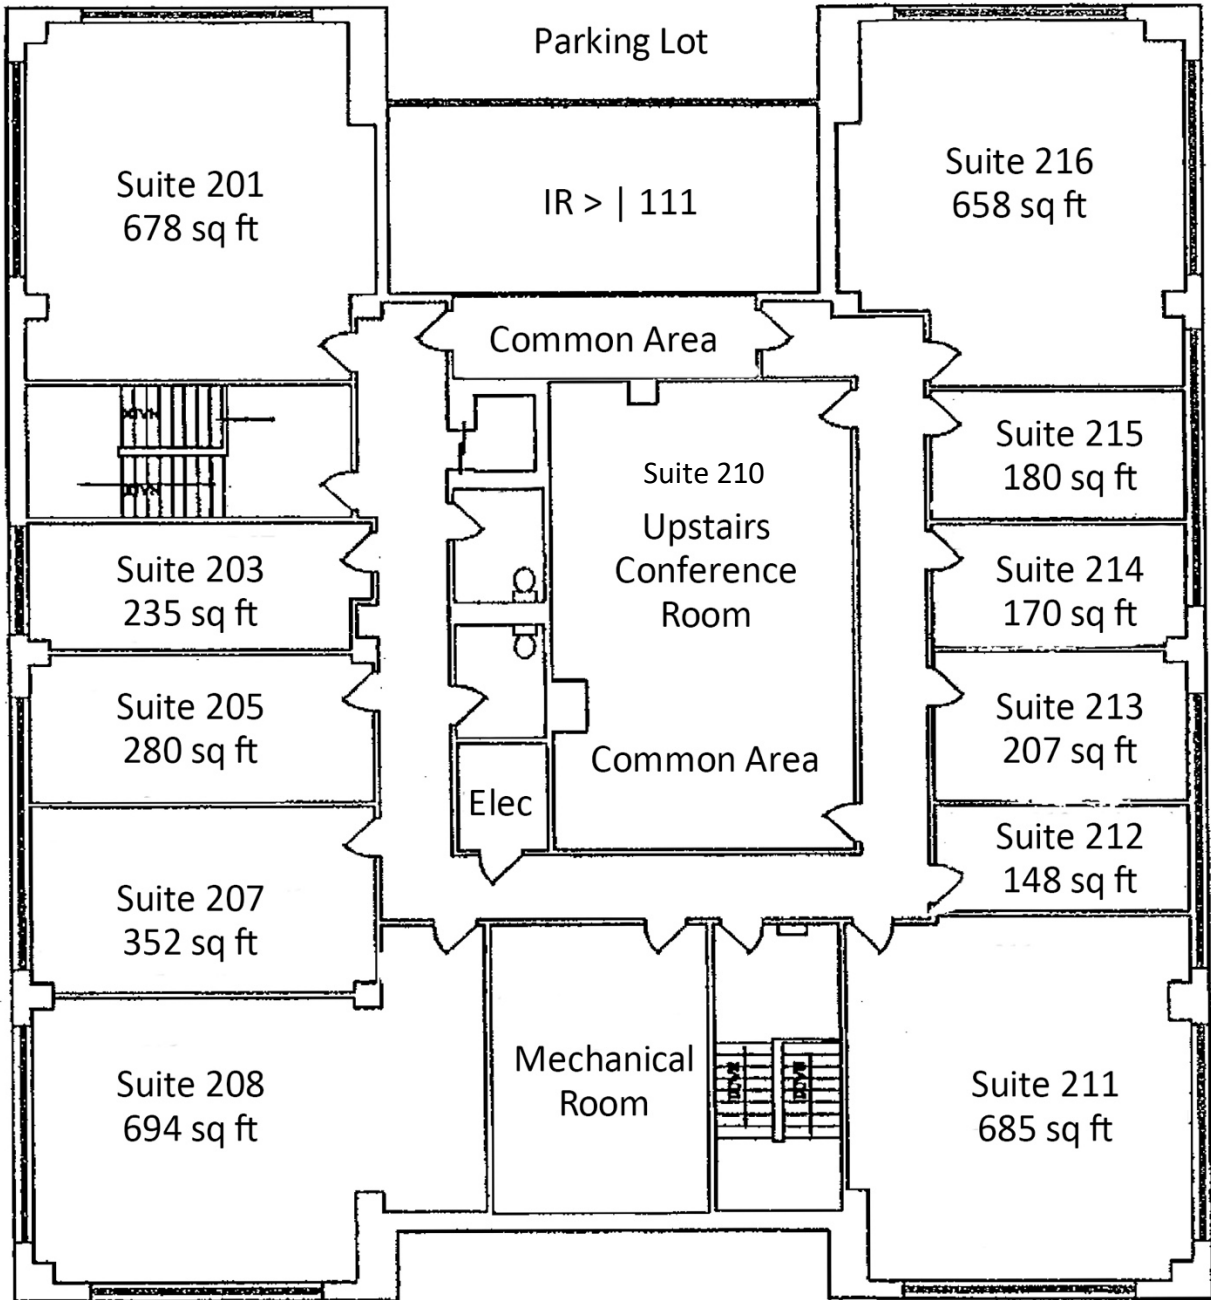 Parking Lot
Suite 201
678 sq ft
IR > | 111
Suite 216
658 sq ft
Common Area
Suite 215
180 sq ft
Suite 210
Upstairs
Conference
Room
Common Area
Suite 203
235 sq ft
Suite 214
170 sq ft
Suite 205
280 sq ft
Suite 213
207 sq ft
Elec
Suite 212
148 sq ft
Suite 207
352 sq ft
Mechanical
Room
Suite 208
694 sq ft
Suite 211
685 sq ft